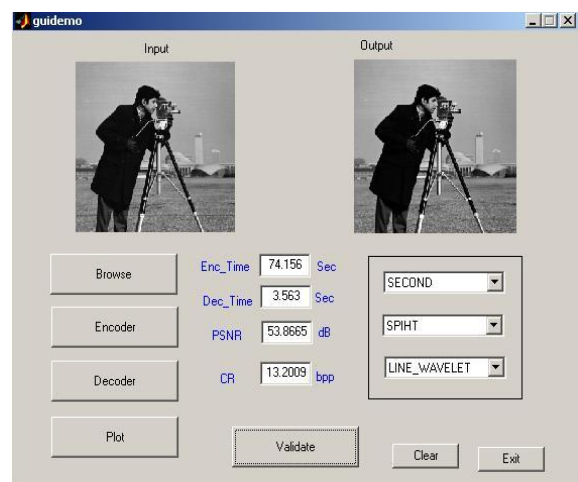 guidemo
Input Output
Browse
Encoder
Decoder
Plot
Enc_Time 74.156 Sec
Dec_Time 3.563 Sec
PSNR 53.8665 dB
CR 13.2009 bpp
SECOND
SPIHT
LINE_WAVELET
Validate
Clear
Exit